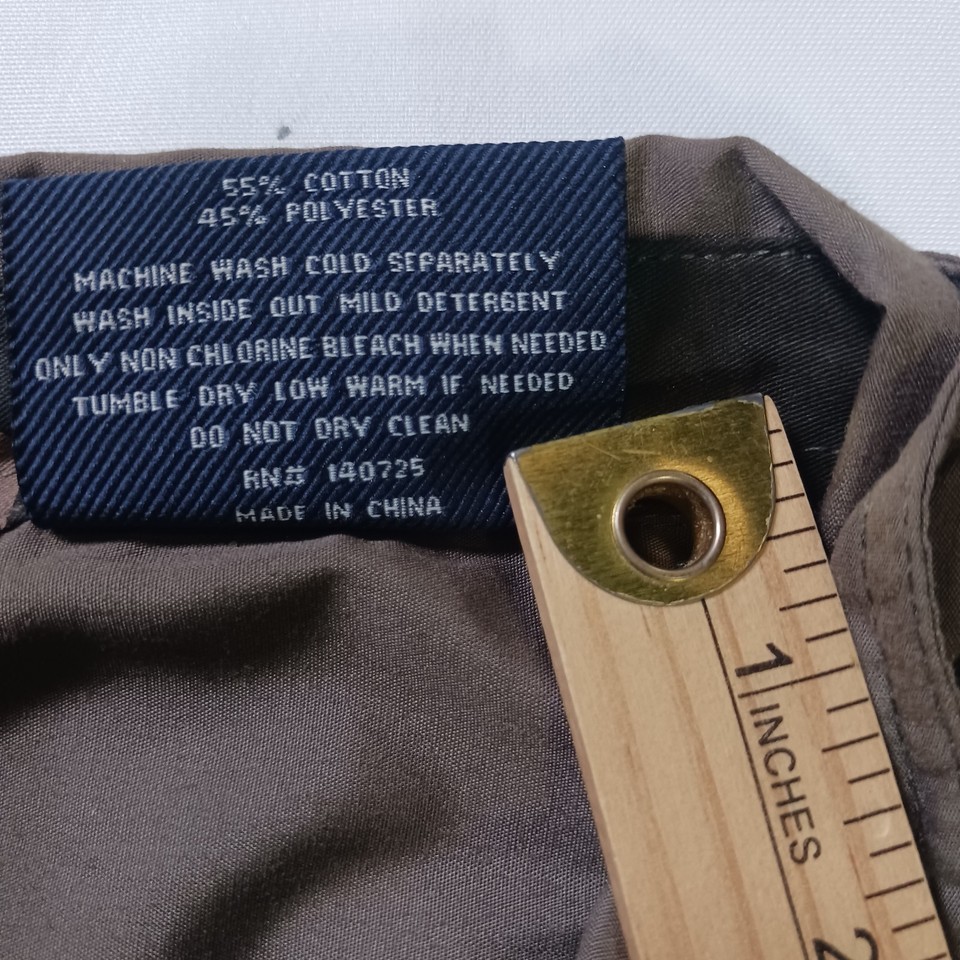 55% COTTON
45% POLYESTER
MACHINE WASH COLD SEPARATELY
WASH INSIDE OUT MILD DETERGENT
ONLY NON CHLORINE BLEACH WHEN NEEDED
TUMBLE DRY LOW WARM IF NEEDED
DO NOT DRY CLEAN
RN# 140725
MADE IN CHINA
1
INCHES
2